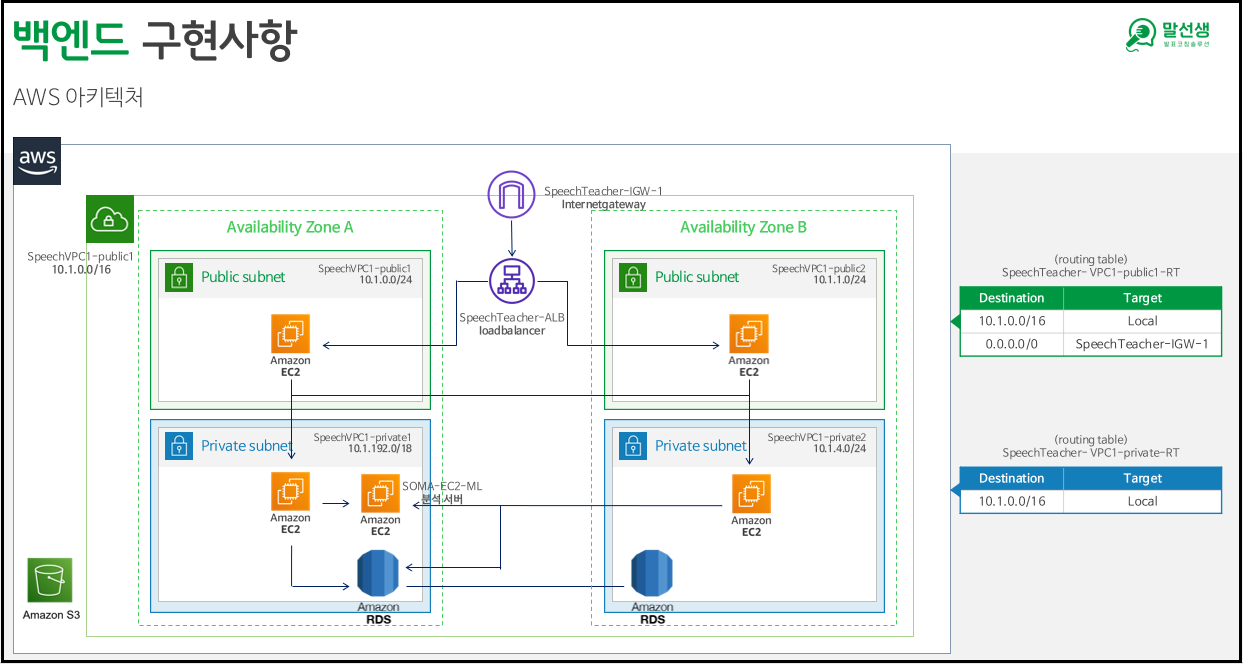 백엔드 구현사항
말선생
발표코칭솔루션
AWS 아키텍처
aws
SpeechTeacher-IGW-1
Internetgateway
SpeechVPC1-public1
10.1.0.0/16
Availability Zone A
Availability Zone B
Public subnet
SpeechVPC1-public1
10.1.0.0/24
Public subnet
SpeechVPC1-public2
10.1.1.0/24
SpeechTeacher-ALB
loadbalancer
Amazon
EC2
Amazon
EC2
Private subnet
SpeechVPC1-private1
10.1.192.0/18
Private subnet
SpeechVPC1-private2
10.1.4.0/24
SOMA-EC2-ML
분석 서버
Amazon
EC2
Amazon
EC2
Amazon
EC2
Amazon
RDS
Amazon
RDS
Amazon S3
(routing table)
SpeechTeacher- VPC1-public1-RT
Destination Target
10.1.0.0/16 Local
0.0.0.0/0 SpeechTeacher-IGW-1
(routing table)
SpeechTeacher- VPC1-private-RT
Destination Target
10.1.0.0/16 Local